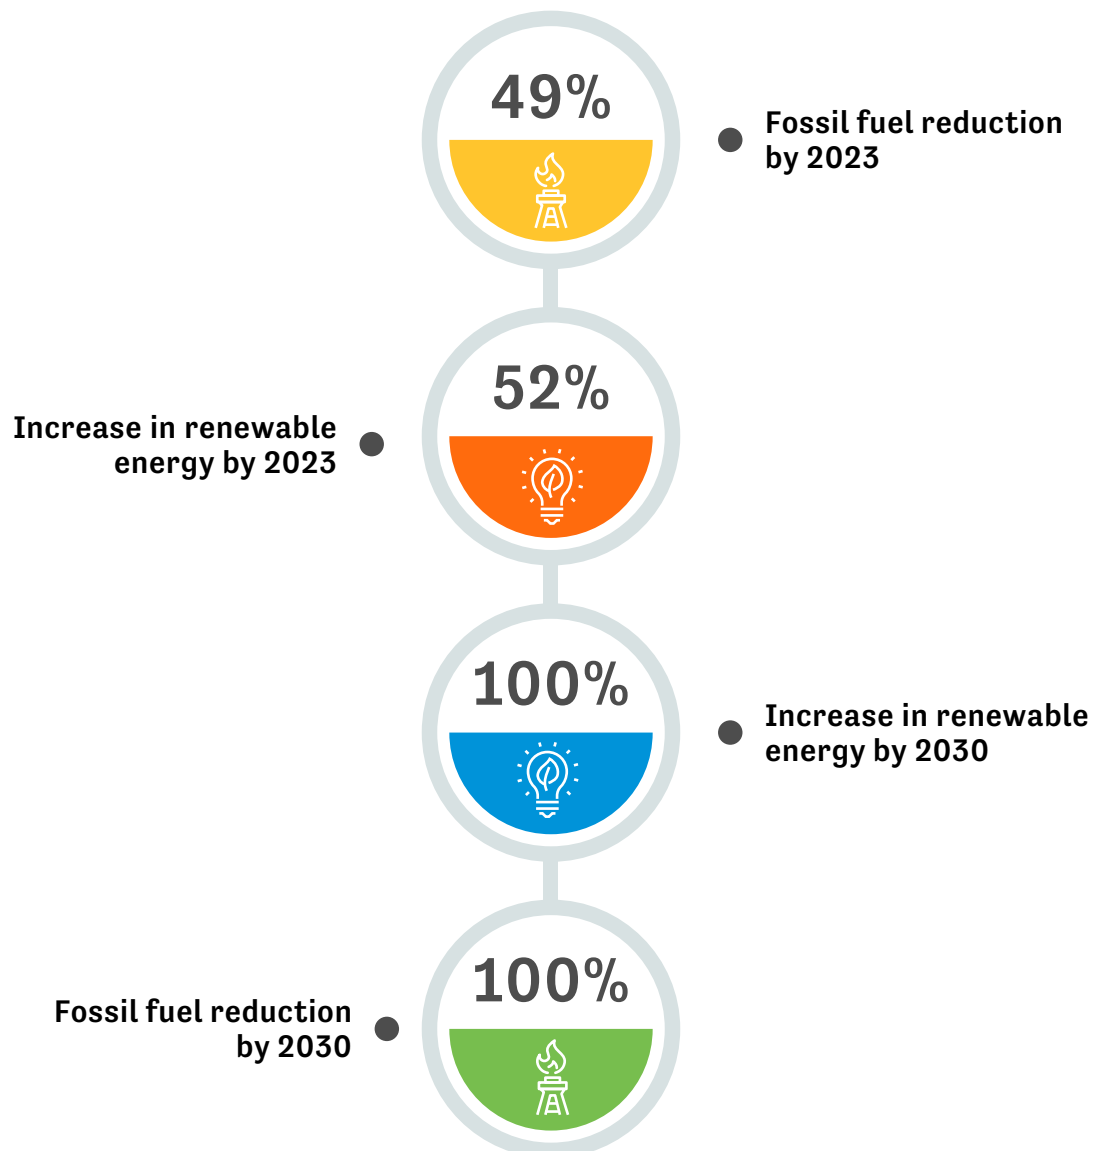 49%
Fossil fuel reduction
by 2023
52%
Increase in renewable
energy by 2023
100%
Increase in renewable
energy by 2030
100%
Fossil fuel reduction
by 2030